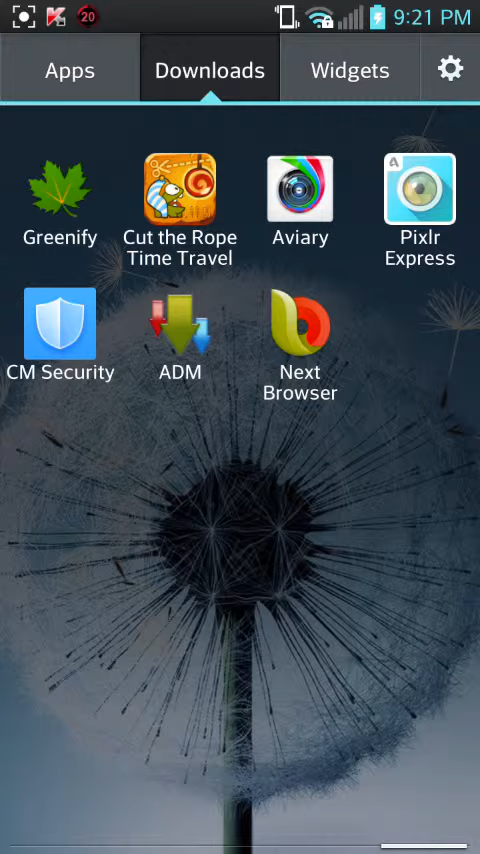 20 9:21 PM
Apps Downloads Widgets
Greenify Cut the Rope Time Travel Aviary Pixlr Express
CM Security ADM Next Browser